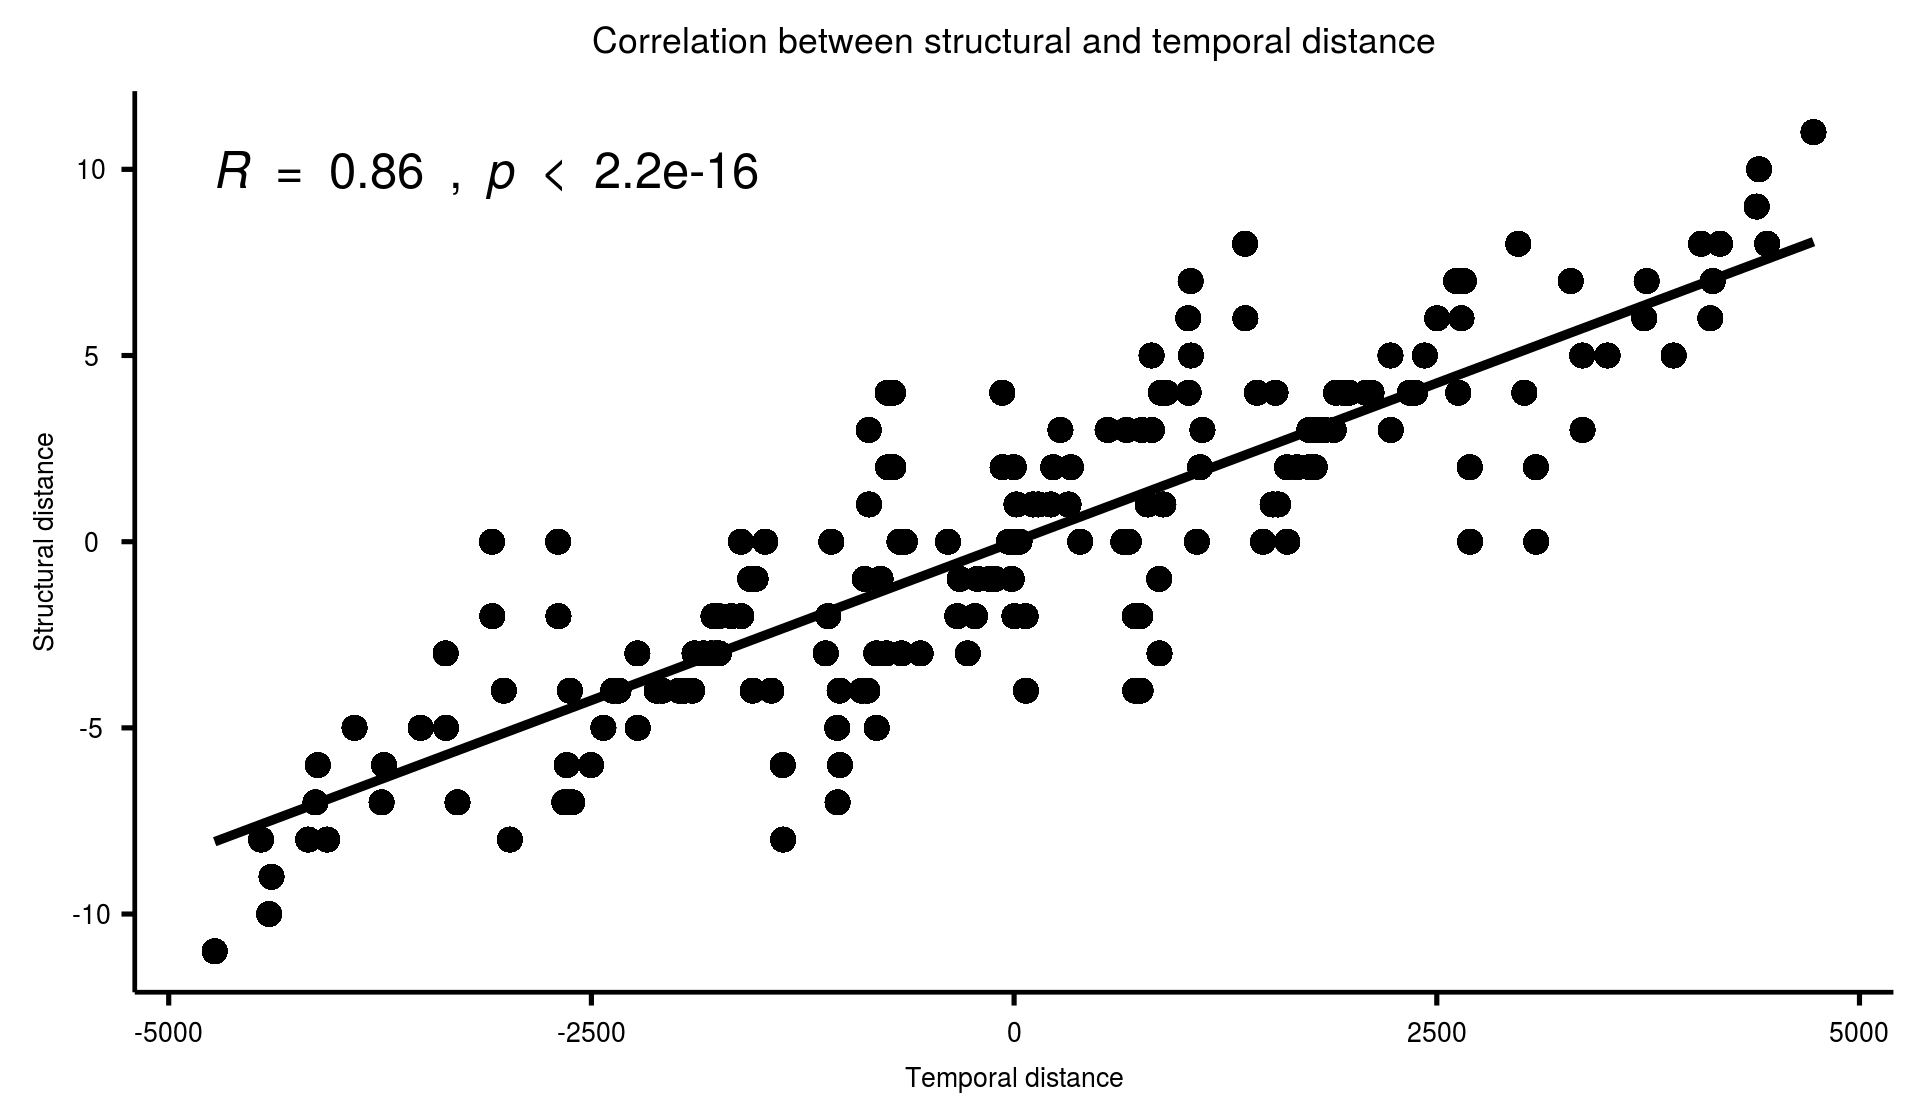 Correlation between structural and temporal distance
R = 0.86 , p < 2.2e-16
10
5
0
-5
-10
Structural distance
-5000 -2500 0 2500 5000
Temporal distance